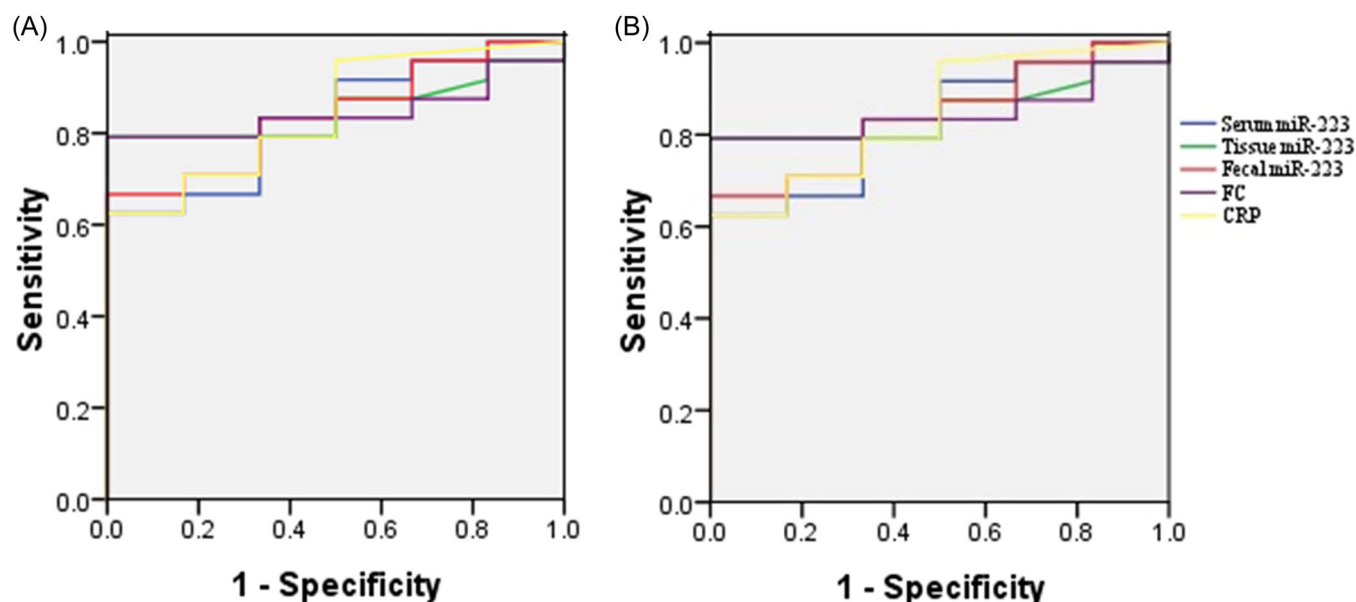 (A)
1.0
0.8
0.6
0.4
0.2
0.0
Sensitivity
0.0 0.2 0.4 0.6 0.8 1.0
1 - Specificity
(B)
1.0
0.8
0.6
0.4
0.2
0.0
Sensitivity
0.0 0.2 0.4 0.6 0.8 1.0
1 - Specificity
Serum miR-223
Tissue miR-223
Fecal miR-223
FC
CRP